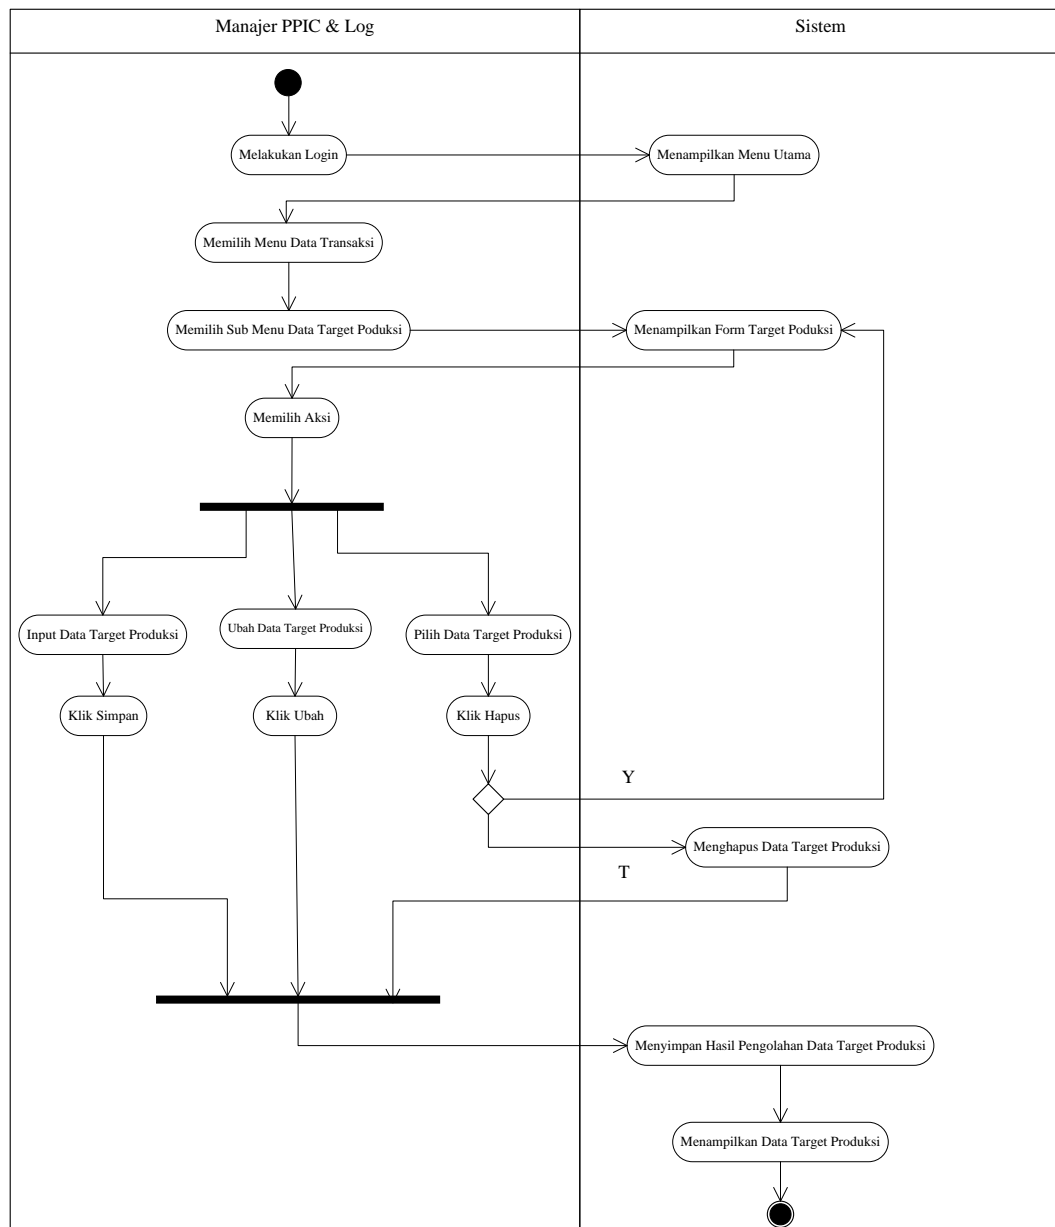 Manajer PPIC & Log
Sistem
Melakukan Login
Menampilkan Menu Utama
Memilih Menu Data Transaksi
Memilih Sub Menu Data Target Poduksi
Menampilkan Form Target Poduksi
Memilih Aksi
Input Data Target Produksi
Ubah Data Target Produksi
Pilih Data Target Produksi
Klik Simpan
Klik Ubah
Klik Hapus
Y
Menghapus Data Target Produksi
T
Menyimpan Hasil Pengolahan Data Target Produksi
Menampilkan Data Target Produksi